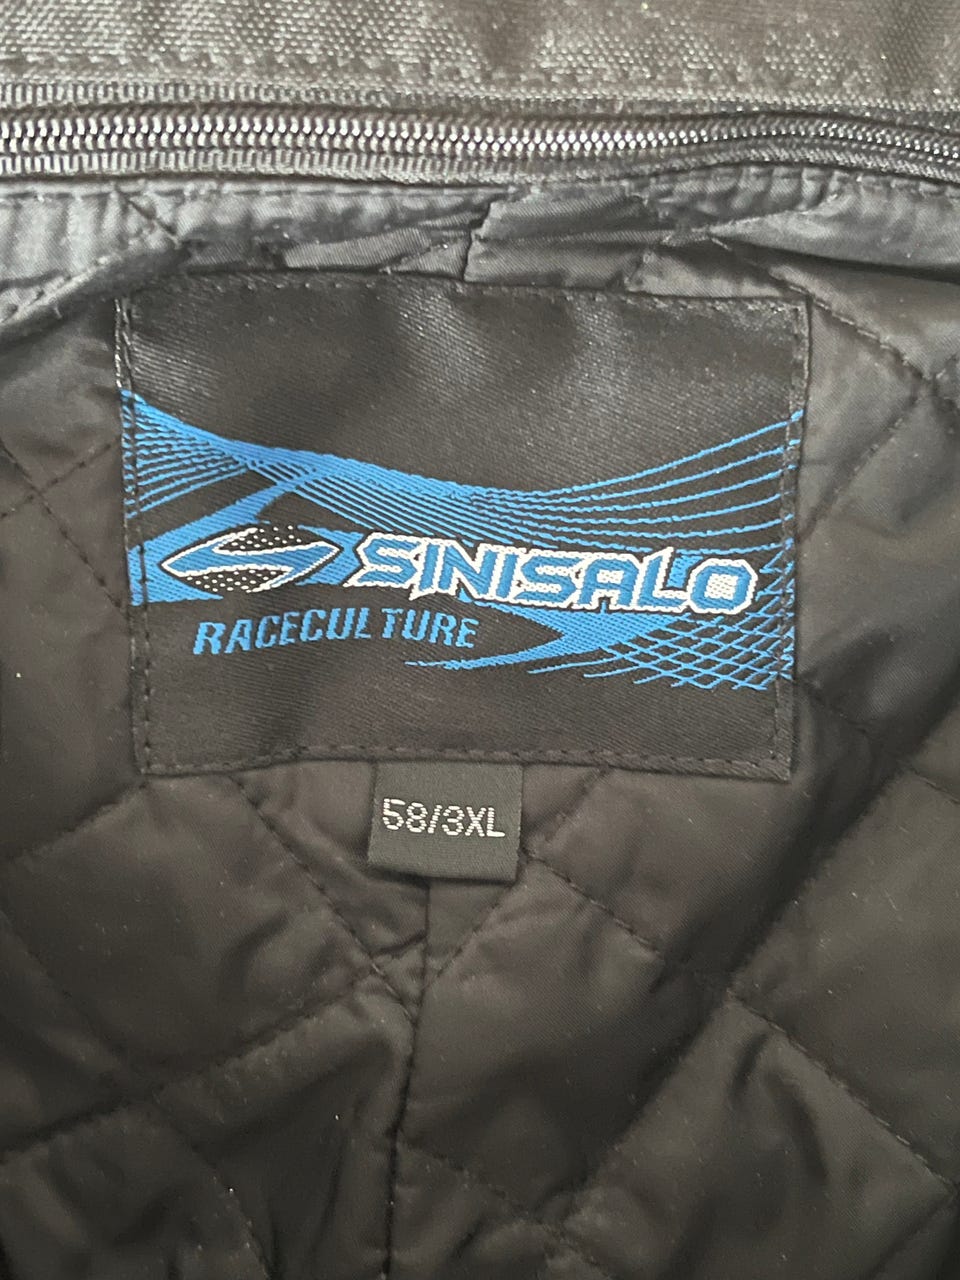 SINISALO
RACECULTURE
58/3XL